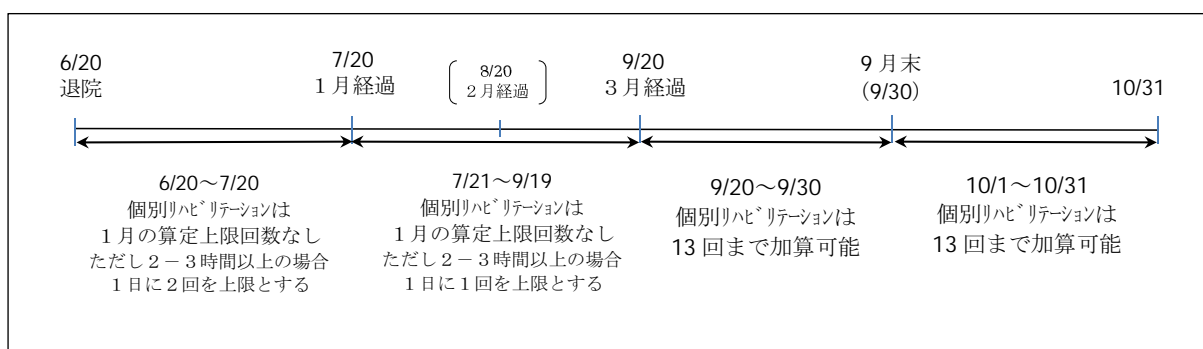 6/20
退院
7/20
１月経過
8/20
２月経過
9/20
３月経過
９月末
(9/30)
10/31
6/20～7/20
個別ﾘﾊﾋﾞﾘテーションは
１月の算定上限回数なし
ただし２－３時間以上の場合
１日に２回を上限とする
7/21～9/19
個別ﾘﾊﾋﾞﾘテーションは
１月の算定上限回数なし
ただし２－３時間以上の場合
１日に１回を上限とする
9/20～9/30
個別ﾘﾊﾋﾞﾘテーションは
13 回まで加算可能
10/1～10/31
個別ﾘﾊﾋﾞﾘテーションは
13 回まで加算可能